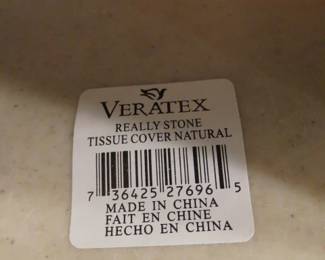 VERATEX
REALLY STONE
TISSUE COVER NATURAL
7 36425 27696 5
MADE IN CHINA
FAIT EN CHINE
HECHO EN CHINA